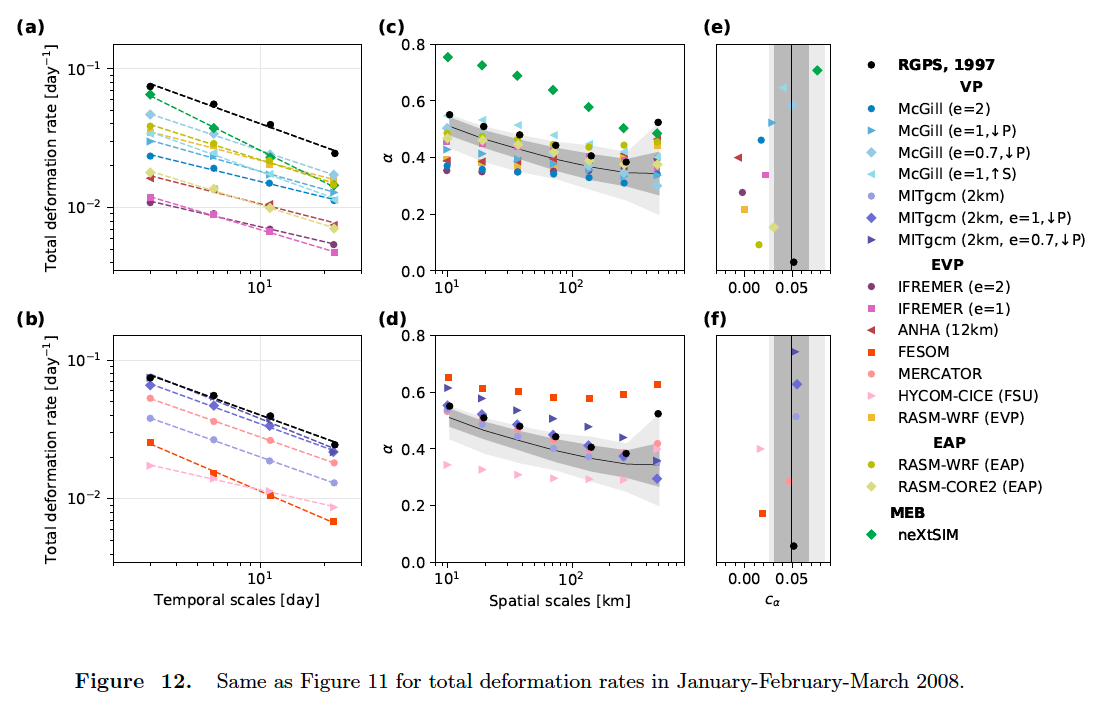 (a)
(c)
(e)
Total deformation rate [day⁻¹]
10⁻¹
10⁻²
10¹
α
0.8
0.6
0.4
0.2
0.0
10¹
10²
0.00
0.05
RGPS, 1997
VP
McGill (e=2)
McGill (e=1,↓P)
McGill (e=0.7,↓P)
McGill (e=1,↑S)
MITgcm (2km)
MITgcm (2km, e=1,↓P)
MITgcm (2km, e=0.7,↓P)
EVP
IFREMER (e=2)
IFREMER (e=1)
ANHA (12km)
FESOM
MERCATOR
HYCOM-CICE (FSU)
RASM-WRF (EVP)
EAP
RASM-WRF (EAP)
RASM-CORE2 (EAP)
MEB
neXtSIM
(b)
(d)
(f)
Total deformation rate [day⁻¹]
10⁻¹
10⁻²
10¹
Temporal scales [day]
α
0.8
0.6
0.4
0.2
0.0
10¹
10²
Spatial scales [km]
0.00
0.05
cα
Figure 12. Same as Figure 11 for total deformation rates in January-February-March 2008.